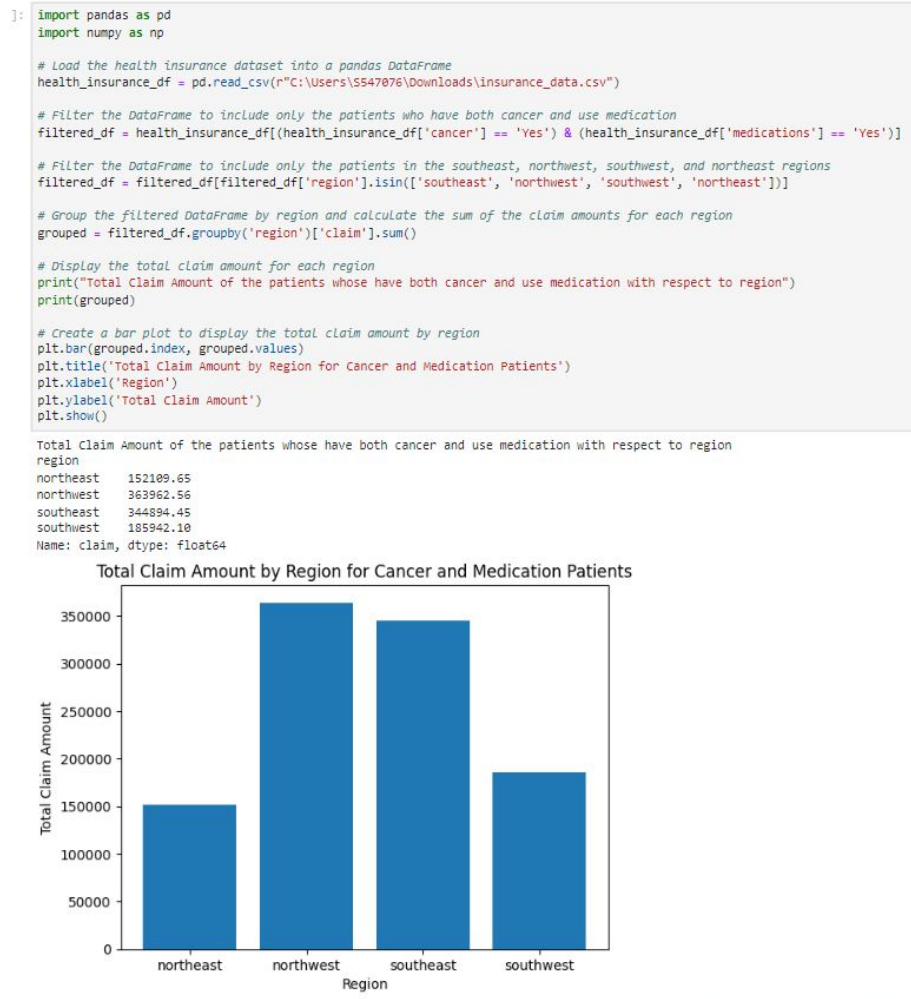 ]: import pandas as pd
import numpy as np
# Load the health insurance dataset into a pandas DataFrame
health_insurance_df = pd.read_csv(r"C:\Users\S547076\Downloads\insurance_data.csv")
# Filter the DataFrame to include only the patients who have both cancer and use medication
filtered_df = health_insurance_df[(health_insurance_df['cancer'] == 'Yes') & (health_insurance_df['medications'] == 'Yes')]
# Filter the DataFrame to include only the patients in the southeast, northwest, southwest, and northeast regions
filtered_df = filtered_df[filtered_df['region'].isin(['southeast', 'northwest', 'southwest', 'northeast'])]
# Group the filtered DataFrame by region and calculate the sum of the claim amounts for each region
grouped = filtered_df.groupby('region')['claim'].sum()
# Display the total claim amount for each region
print("Total Claim Amount of the patients whose have both cancer and use medication with respect to region")
print(grouped)
# Create a bar plot to display the total claim amount by region
plt.bar(grouped.index, grouped.values)
plt.title('Total Claim Amount by Region for Cancer and Medication Patients')
plt.xlabel('Region')
plt.ylabel('Total Claim Amount')
plt.show()
Total Claim Amount of the patients whose have both cancer and use medication with respect to region
region
northeast 152109.65
northwest 363962.56
southeast 344894.45
southwest 185942.10
Name: claim, dtype: float64
Total Claim Amount by Region for Cancer and Medication Patients
Total Claim Amount
350000
300000
250000
200000
150000
100000
50000
0
northeast northwest southeast southwest
Region